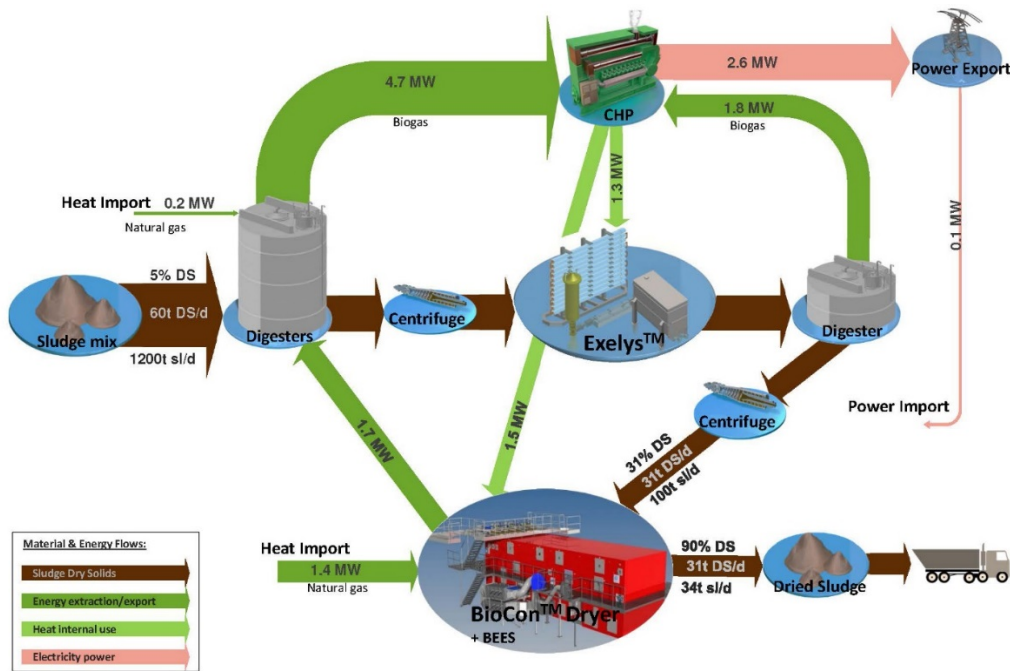 4.7 MW
Biogas
CHP
2.6 MW
Power Export
1.8 MW
Biogas
Heat Import 0.2 MW
Natural gas
1.3 MW
0.1 MW
5% DS
60t DS/d
1200t sl/d
Sludge mix
Digesters
Centrifuge
Exelys™
Digester
1.7 MW
1.5 MW
Centrifuge
Power Import
31% DS
31t DS/d
100t sl/d
Heat Import
1.4 MW
Natural gas
BioCon™ Dryer
+ BEES
90% DS
31t DS/d
34t sl/d
Dried Sludge
Material & Energy Flows:
Sludge Dry Solids
Energy extraction/export
Heat internal use
Electricity power